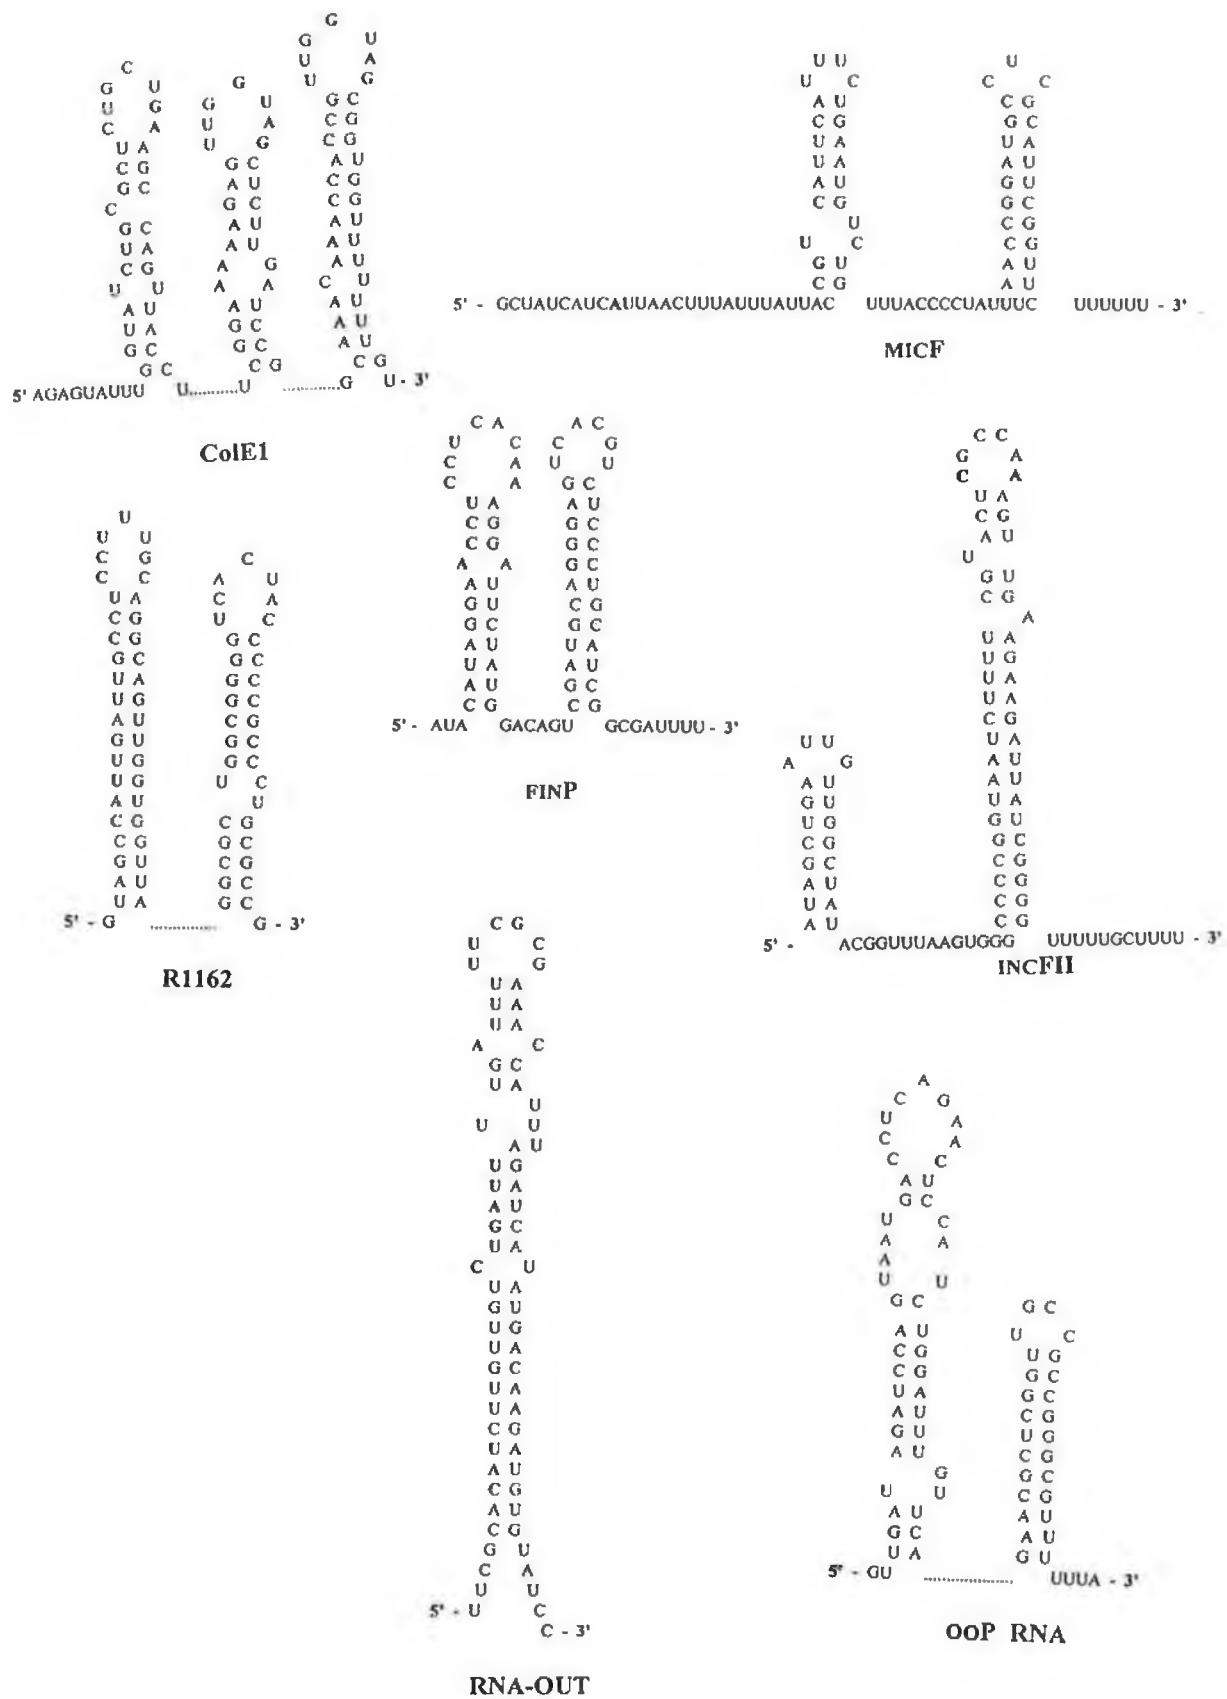 C
G U
U G
C A
U A
C G
G C
C
G C
U A
C G
U U
A U
U A
G C
G C
G
G U
U A
U G
G C
A U
G C
A U
A U
A G
A A
A U
G C
G C
C G
G
G U
U A
U G
G C
C G
C G
A U
C G
C G
A U
A U
A U
C U
A U
A U
A U
C G
5' AGAGUAUUU U..........U ............G U - 3'
ColE1
U U
U C
A U
C G
U A
U A
A U
C G
U
U C
G U
C G
U
C C
C G
G C
U A
A U
G U
G C
C G
C G
A U
A U
5' - GCUAUCAUCAUUAACUUUAUUUAUUAC UUUACCCCUAUUUC UUUUUU - 3'
MICF
U
U U
C G
C C
U A
C G
C G
G C
U A
U G
A U
G U
U G
U G
A U
C G
C G
G U
A U
U A
C
A U
C A
U C
G C
G C
G C
G C
C G
G C
G C
U C
U
C G
G C
C G
G C
G C
5' - G ............ G - 3'
R1162
C A
U C
C A
C A
U A
C G
C G
A A
A U
G U
G C
A U
U A
A U
C G
A C
C G
U U
G C
A U
G C
G C
G C
A U
C G
G C
U A
A U
G C
C G
5' - AUA GACAGU GCGAUUUU - 3'
FINP
U U
A G
A U
G U
U G
C G
G C
A U
U A
A U
C C
G A
C A
U A
C G
A U
U
G U
C G
A
U A
U G
U A
U A
C G
U A
A U
A U
U A
G U
G C
C G
C G
C G
C G
5' - ACGGUUUAAGUGGG UUUUUGCUUUU - 3'
INCFII
C G
U C
U G
U A
U A
U A
A C
G C
U A
U
U U
A U
U G
U A
A U
G C
U A
C U
U A
G U
U G
U A
G C
U A
U A
C G
U A
A U
C G
A U
C G
G U
C A
U U
5' - U C
C - 3'
RNA-OUT
A
C G
U A
C A
C C
A U
G C
U C
A A
A
U U
G C
A U
C G
C G
U A
A U
G U
A U
G
U U
A U
G C
U A
G C
U C
U G
G C
G C
C G
U G
C G
G C
C G
A U
A U
G U
5' - GU .............. UUUA - 3'
OOP RNA